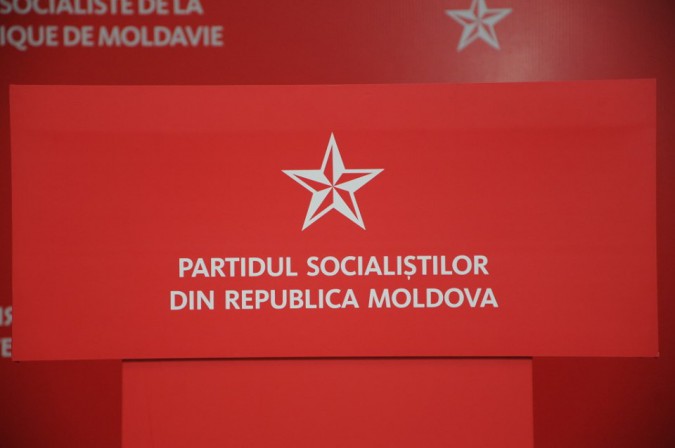 SOCIALISTE DE LA
IQUE DE MOLDAVIE
PARTIDUL SOCIALIȘTILOR
DIN REPUBLICA MOLDOVA